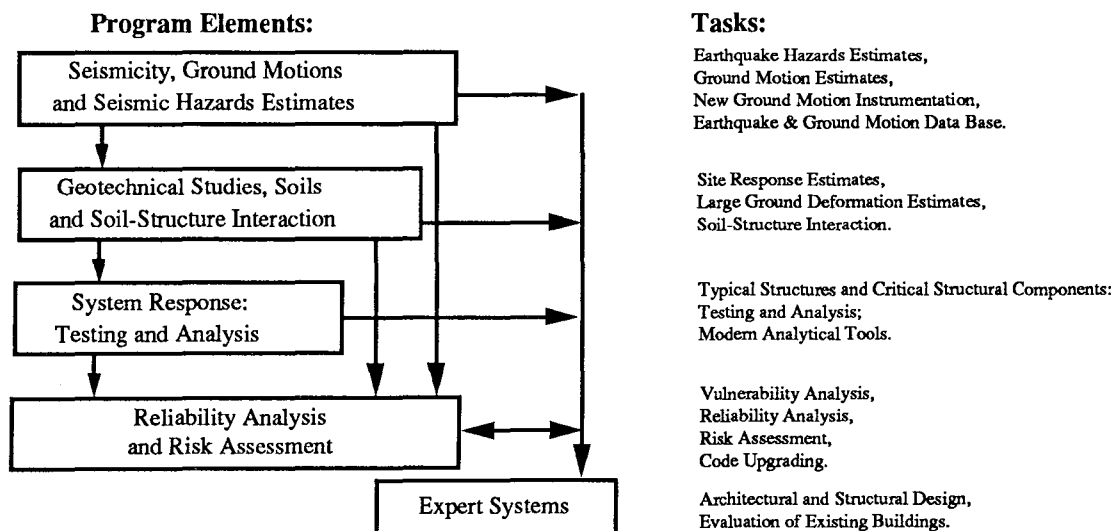 Program Elements:
Tasks:
Seismicity, Ground Motions
and Seismic Hazards Estimates
Earthquake Hazards Estimates,
Ground Motion Estimates,
New Ground Motion Instrumentation,
Earthquake & Ground Motion Data Base.
Geotechnical Studies, Soils
and Soil-Structure Interaction
Site Response Estimates,
Large Ground Deformation Estimates,
Soil-Structure Interaction.
System Response:
Testing and Analysis
Typical Structures and Critical Structural Components:
Testing and Analysis;
Modern Analytical Tools.
Reliability Analysis
and Risk Assessment
Vulnerability Analysis,
Reliability Analysis,
Risk Assessment,
Code Upgrading.
Expert Systems
Architectural and Structural Design,
Evaluation of Existing Buildings.